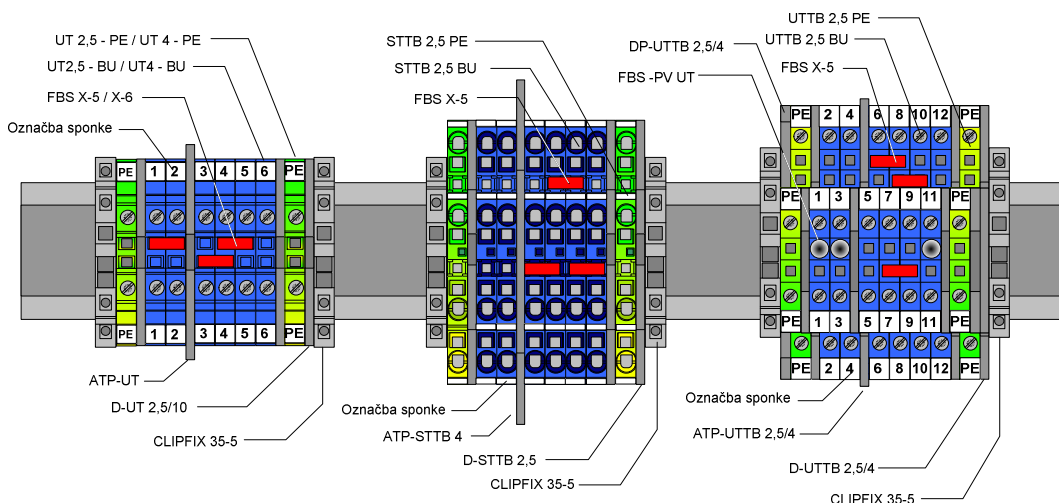 UT 2,5 - PE / UT 4 - PE
UT2,5 - BU / UT4 - BU
FBS X-5 / X-6
Označba sponke
PE 1 2 3 4 5 6 PE
PE 1 2 3 4 5 6 PE
ATP-UT
D-UT 2,5/10
CLIPFIX 35-5
STTB 2,5 PE
STTB 2,5 BU
FBS X-5
Označba sponke
ATP-STTB 4
D-STTB 2,5
CLIPFIX 35-5
UTTB 2,5 PE
DP-UTTB 2,5/4
UTTB 2,5 BU
FBS -PV UT
FBS X-5
PE 2 4 6 8 10 12 PE
PE 1 3 5 7 9 11 PE
PE 1 3 5 7 9 11 PE
PE 2 4 6 8 10 12 PE
Označba sponke
ATP-UTTB 2,5/4
D-UTTB 2,5/4
CLIPFIX 35-5